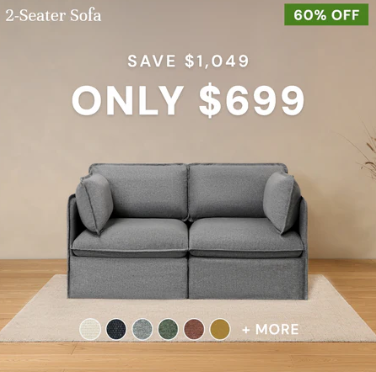 2-Seater Sofa
60% OFF
SAVE $1,049
ONLY $699
+ MORE